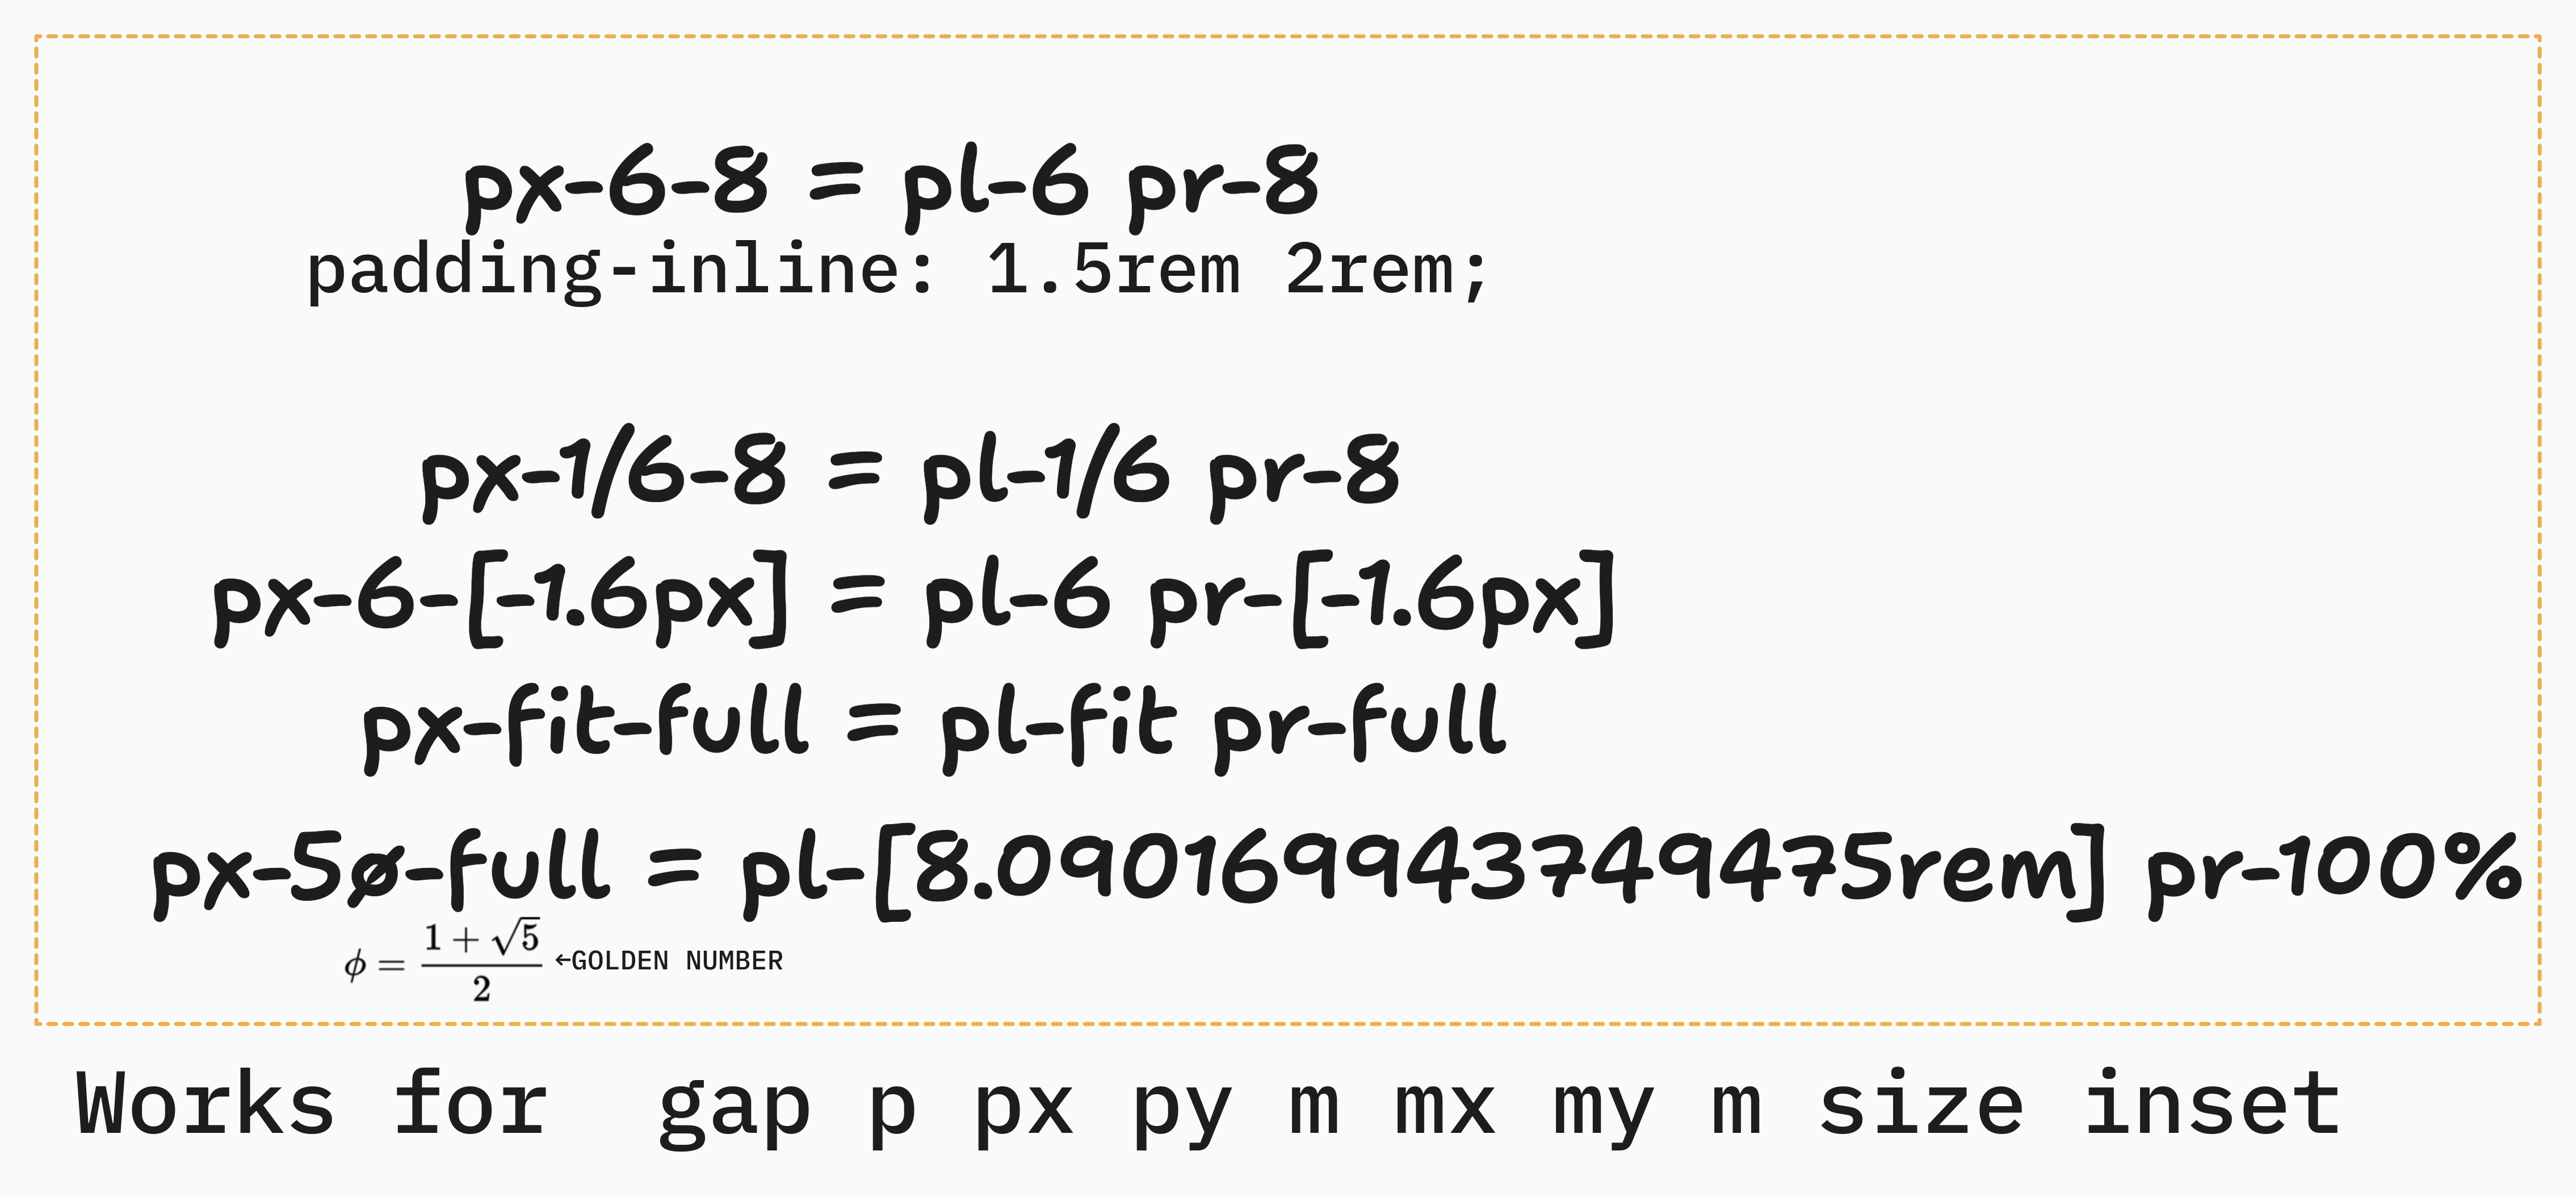 px-6-8 = pl-6 pr-8
padding-inline: 1.5rem 2rem;
px-1/6-8 = pl-1/6 pr-8
px-6-[-1.6px] = pl-6 pr-[-1.6px]
px-fit-full = pl-fit pr-full
px-5ø-full = pl-[8.090169943749475rem] pr-100%
ϕ = (1 + √5) / 2 ←GOLDEN NUMBER
Works for gap p px py m mx my m size inset